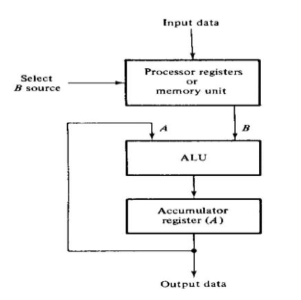 Input data
Select
B source
Processor registers
or
memory unit
A
B
ALU
Accumulator
register (A)
Output data